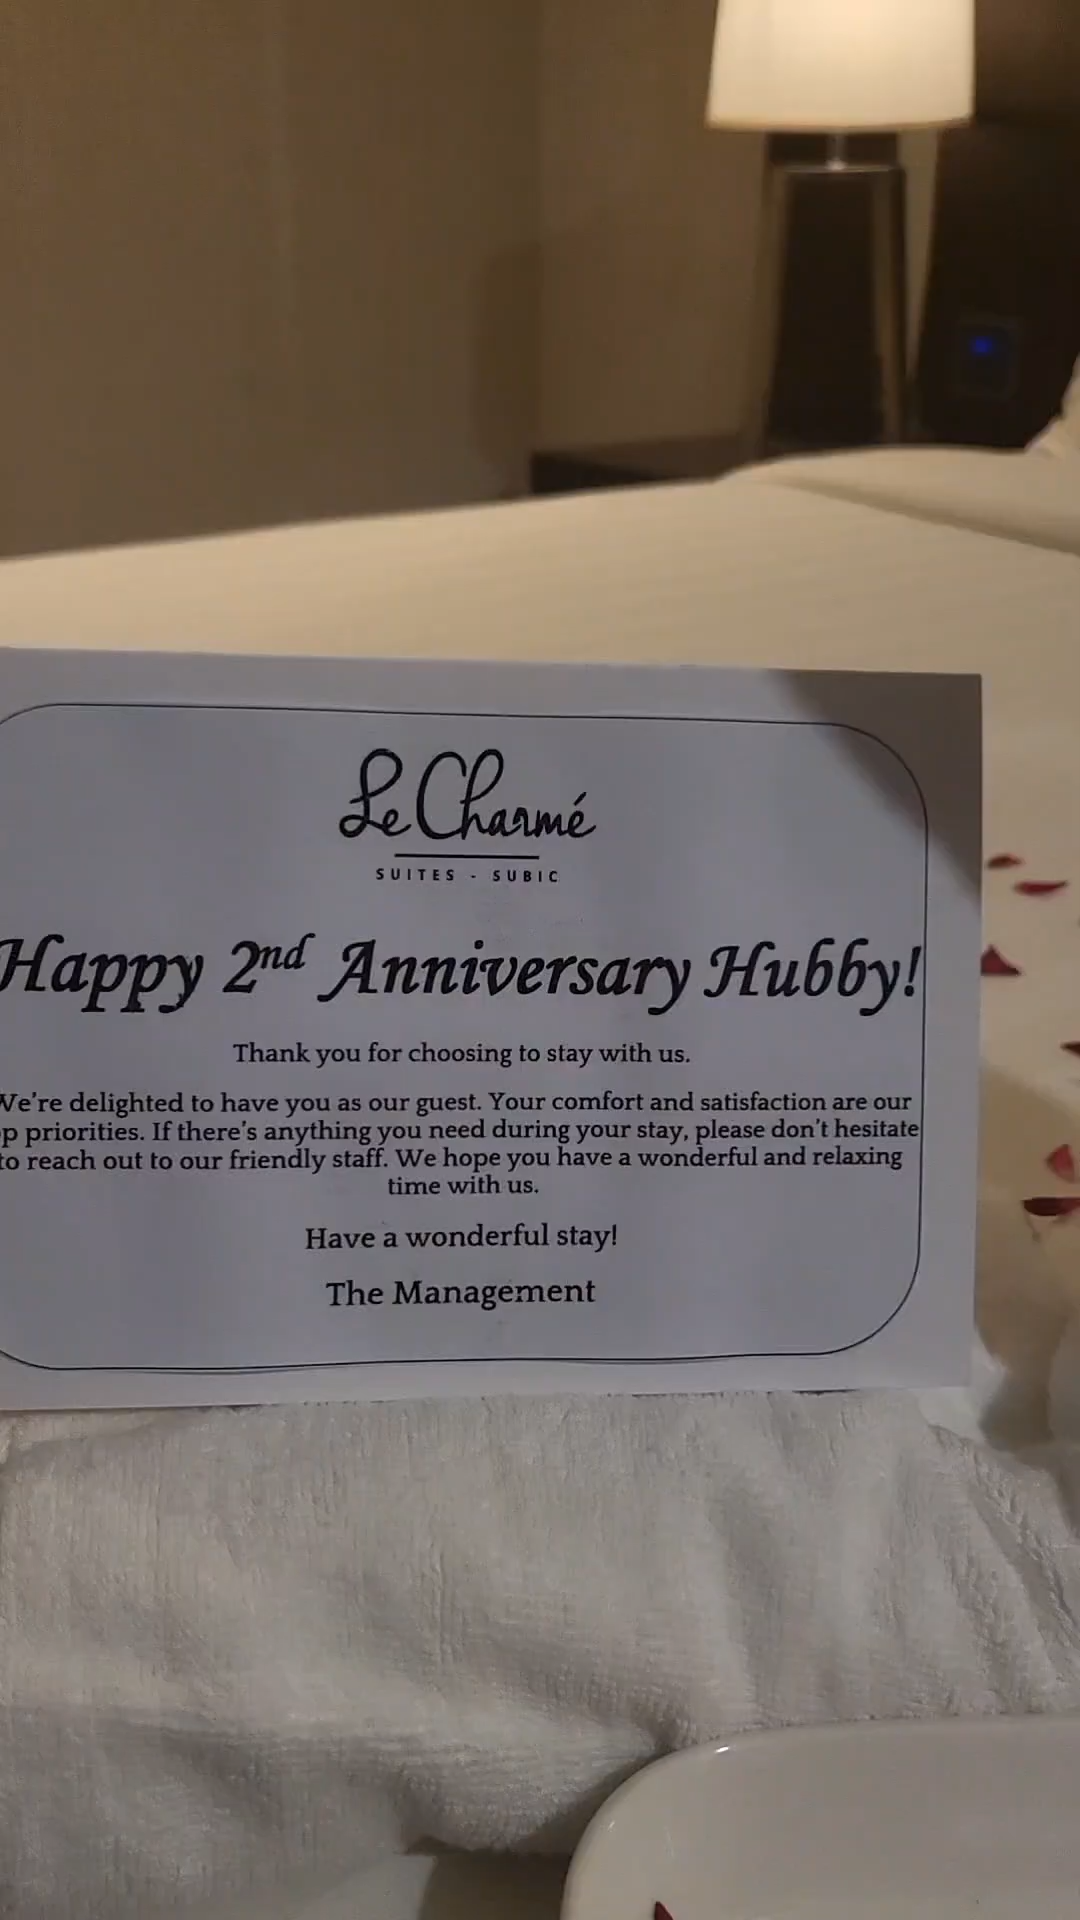 Le Charmé
SUITES - SUBIC
Happy 2nd Anniversary Hubby!
Thank you for choosing to stay with us.
We're delighted to have you as our guest. Your comfort and satisfaction are our
priorities. If there's anything you need during your stay, please don't hesitate
to reach out to our friendly staff. We hope you have a wonderful and relaxing
time with us.
Have a wonderful stay!
The Management